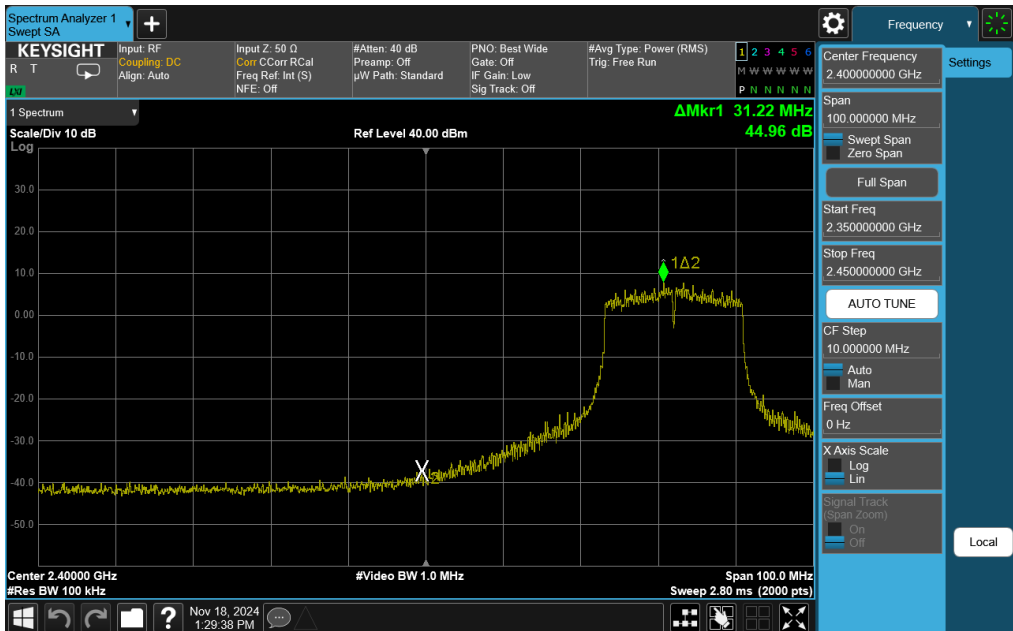 Spectrum Analyzer 1
Swept SA
Frequency
KEYSIGHT
R T
LXI
Input: RF
Coupling: DC
Align: Auto
Input Z: 50 Ω
Corr CCorr RCal
Freq Ref: Int (S)
NFE: Off
#Atten: 40 dB
Preamp: Off
µW Path: Standard
PNO: Best Wide
Gate: Off
IF Gain: Low
Sig Track: Off
#Avg Type: Power (RMS)
Trig: Free Run
1 2 3 4 5 6
M W W W W W
P N N N N N
1 Spectrum
Scale/Div 10 dB
Log
Ref Level 40.00 dBm
ΔMkr1 31.22 MHz
44.96 dB
30.0
20.0
10.0
0.00
-10.0
-20.0
-30.0
-40.0
-50.0
1Δ2
X2
Center 2.40000 GHz
#Res BW 100 kHz
#Video BW 1.0 MHz
Span 100.0 MHz
Sweep 2.80 ms (2000 pts)
Nov 18, 2024
1:29:38 PM
Center Frequency
2.400000000 GHz
Span
100.000000 MHz
Swept Span
Zero Span
Full Span
Start Freq
2.350000000 GHz
Stop Freq
2.450000000 GHz
AUTO TUNE
CF Step
10.000000 MHz
Auto
Man
Freq Offset
0 Hz
X Axis Scale
Log
Lin
Signal Track
(Span Zoom)
On
Off
Settings
Local